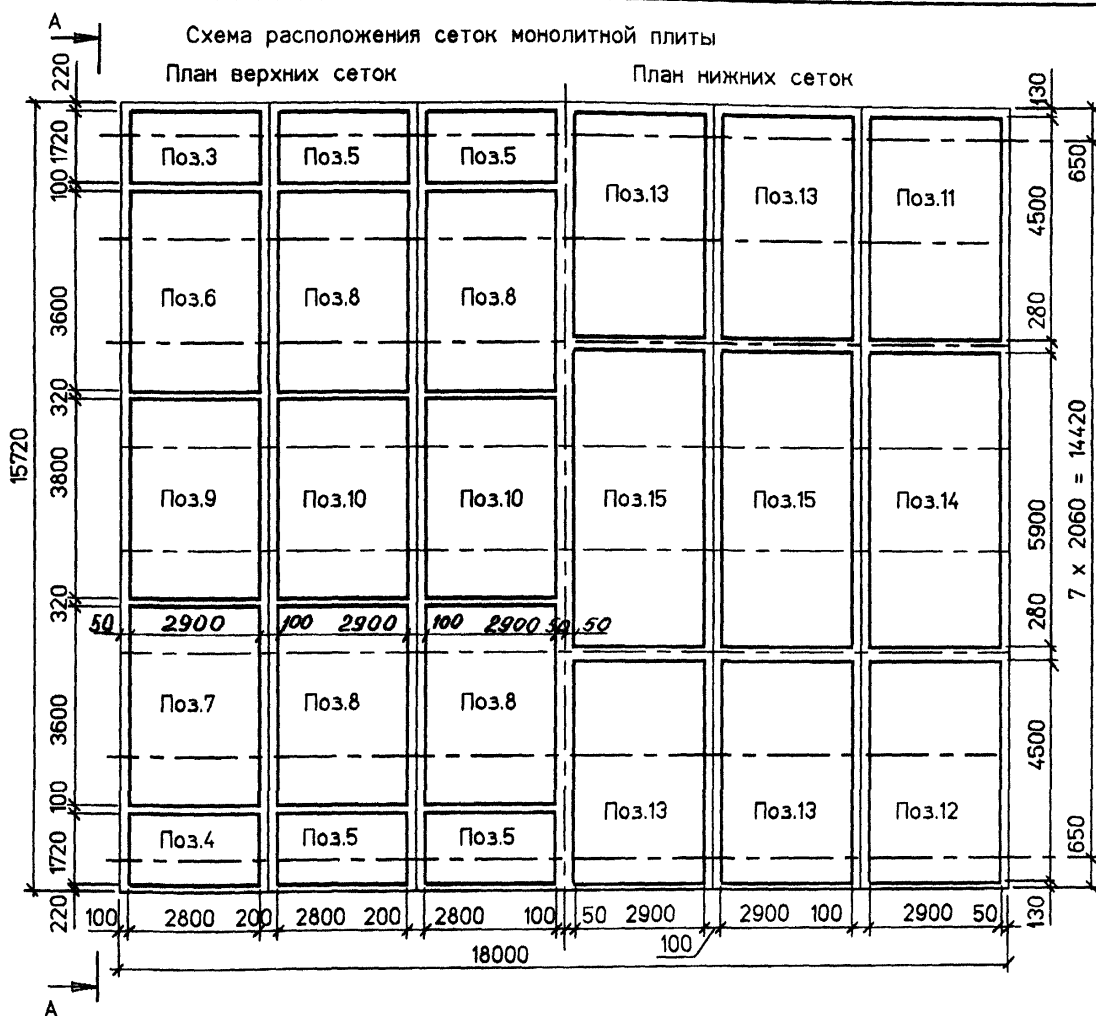 А
Схема расположения сеток монолитной плиты
План верхних сеток
План нижних сеток
220
1720
100
3600
320
3800
320
3600
100
1720
220
15720
130
650
4500
280
5900
280
4500
650
130
7 x 2060 = 14420
Поз.3 Поз.5 Поз.5
Поз.13 Поз.13 Поз.11
Поз.6 Поз.8 Поз.8
Поз.9 Поз.10 Поз.10
Поз.15 Поз.15 Поз.14
50 2900 100 2900 100 2900 50 50
Поз.7 Поз.8 Поз.8
Поз.13 Поз.13 Поз.12
Поз.4 Поз.5 Поз.5
100 2800 200 2800 200 2800 100 50 2900 2900 100 2900 50
100
18000
А